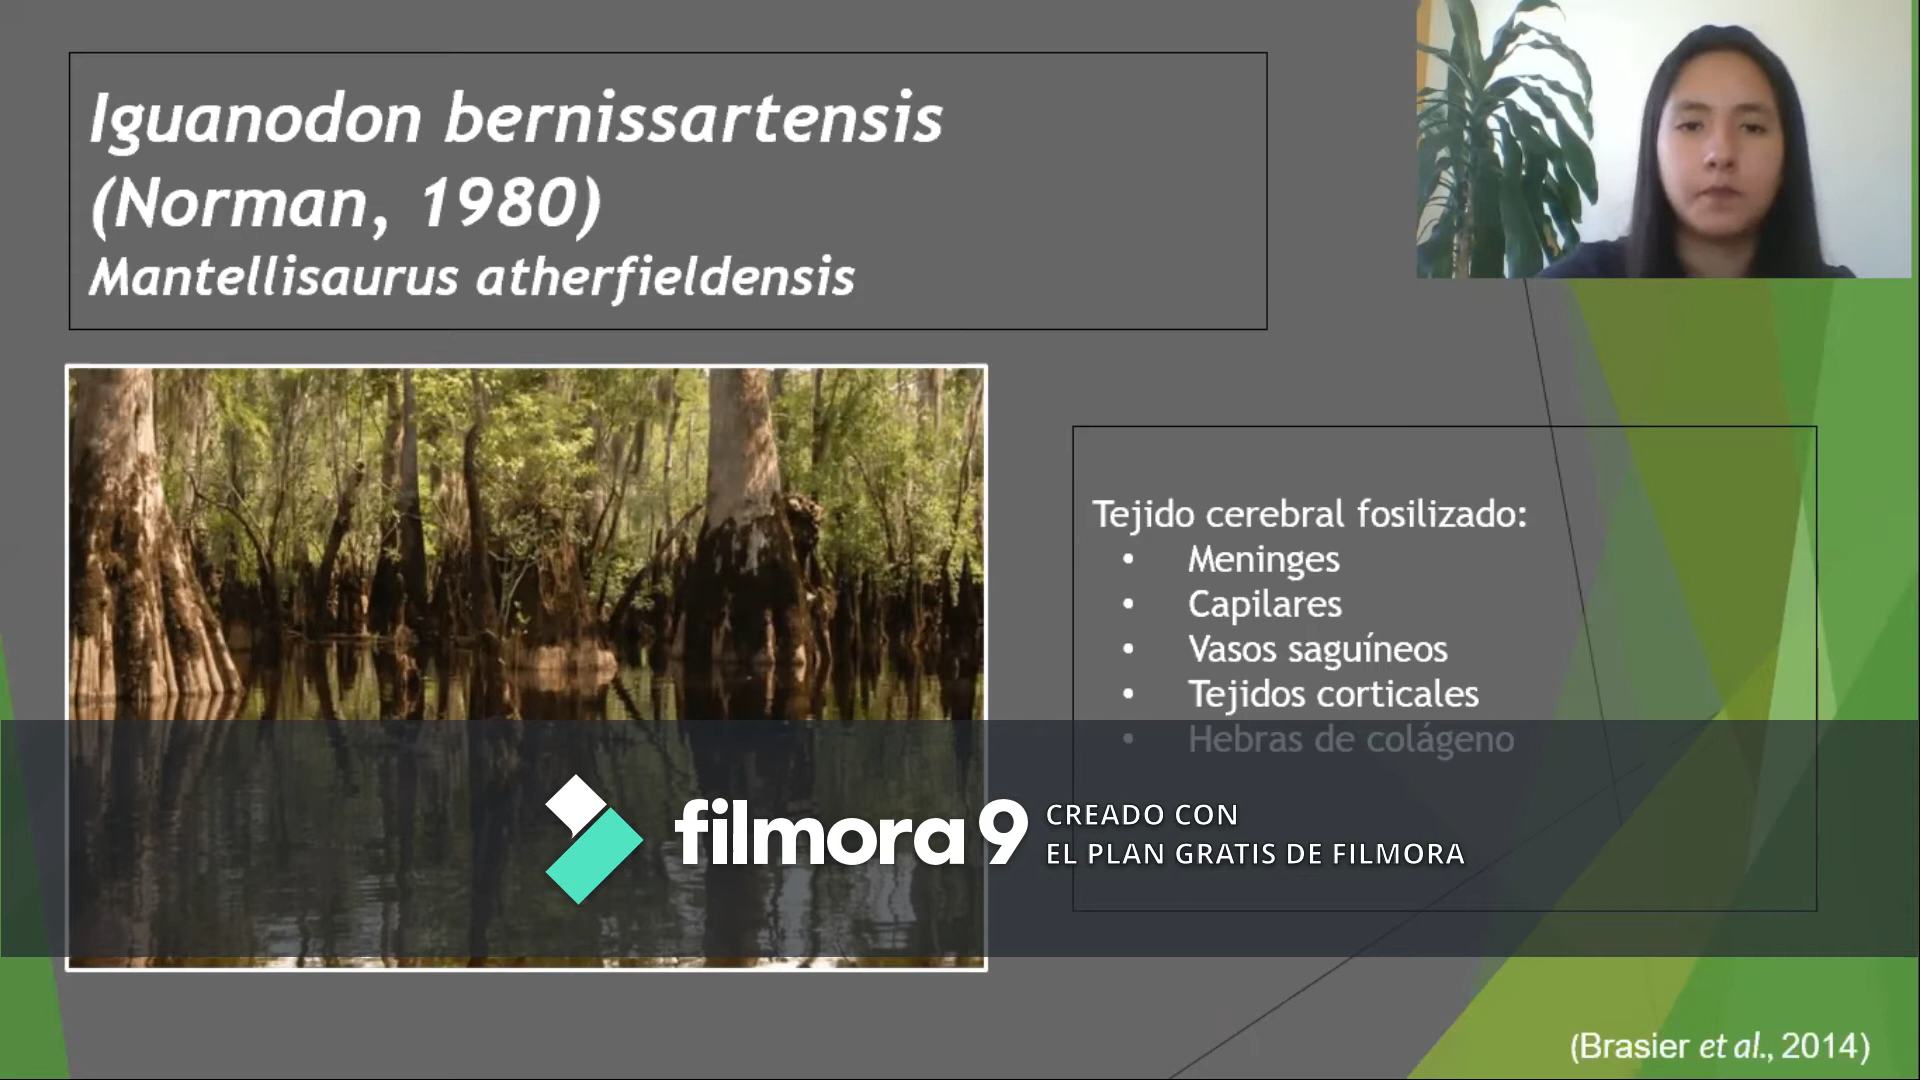 Iguanodon bernissartensis
(Norman, 1980)
Mantellisaurus atherfieldensis
Tejido cerebral fosilizado:
• Meninges
• Capilares
• Vasos saguíneos
• Tejidos corticales
• Hebras de colágeno
filmora9
CREADO CON
EL PLAN GRATIS DE FILMORA
(Brasier et al., 2014)